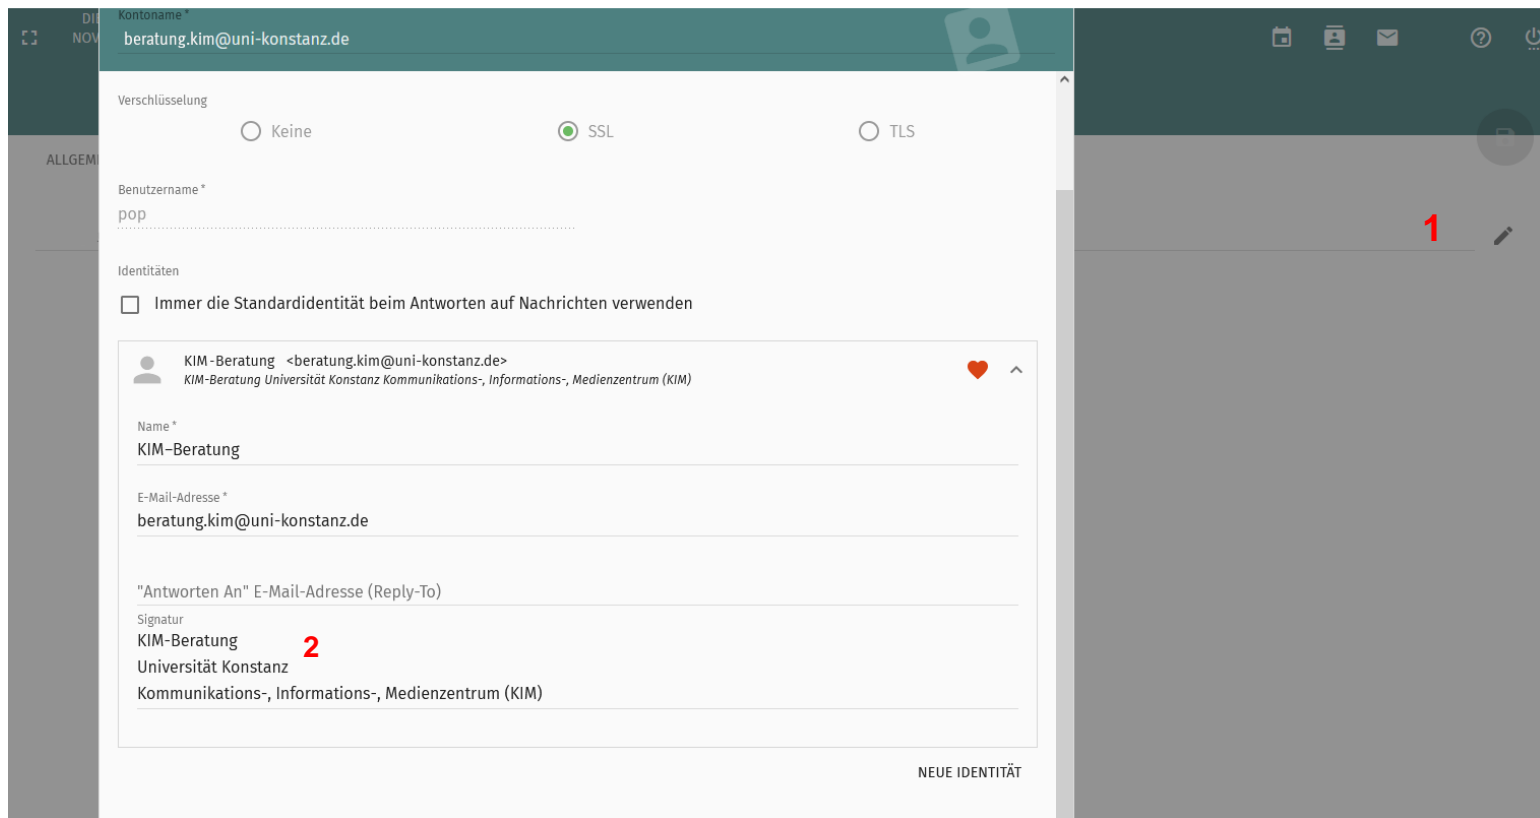 Kontoname *
beratung.kim@uni-konstanz.de
DI
NOV
ALLGEM
Verschlüsselung
Keine
SSL
TLS
Benutzername *
pop
1
Identitäten
Immer die Standardidentität beim Antworten auf Nachrichten verwenden
KIM-Beratung <beratung.kim@uni-konstanz.de>
KIM-Beratung Universität Konstanz Kommunikations-, Informations-, Medienzentrum (KIM)
Name *
KIM–Beratung
E-Mail-Adresse *
beratung.kim@uni-konstanz.de
"Antworten An" E-Mail-Adresse (Reply-To)
Signatur
KIM-Beratung
2
Universität Konstanz
Kommunikations-, Informations-, Medienzentrum (KIM)
NEUE IDENTITÄT